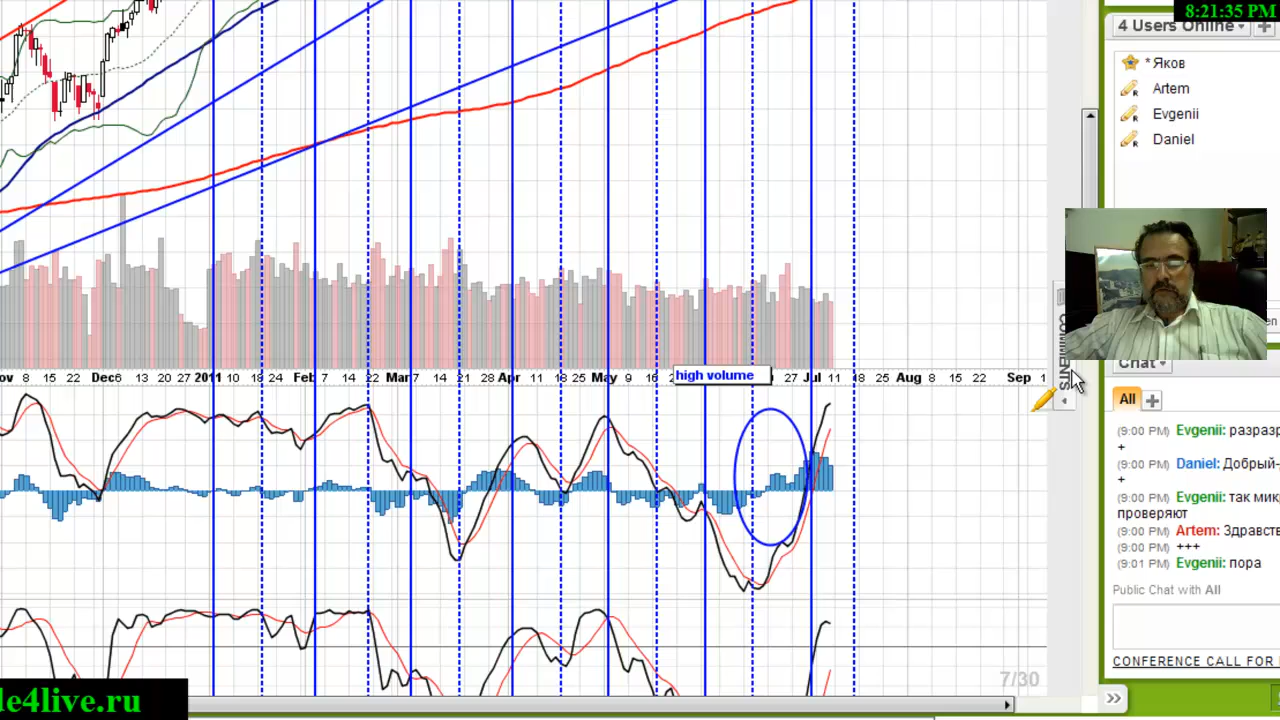 8:21:35 PM
4 Users Online
*Яков
Artem
Evgenii
Daniel
COMMENTS
Chat
All
(9:00 PM) Evgenii: разраз
+
(9:00 PM) Daniel: Добрый-
+
(9:00 PM) Evgenii: так мик
проверяют
(9:00 PM) Artem: Здравст
(9:00 PM) +++
(9:01 PM) Evgenii: пора
Public Chat with All
CONFERENCE CALL FOR
8 15 22 Dec 6 13 20 27 2011 10 18 24 Feb 7 14 22 Mar 7 14 21 28 Apr 11 18 25 May 9 16 27 Jul 11 18 25 Aug 8 15 22 Sep 1
high volume
7/30
de4live.ru